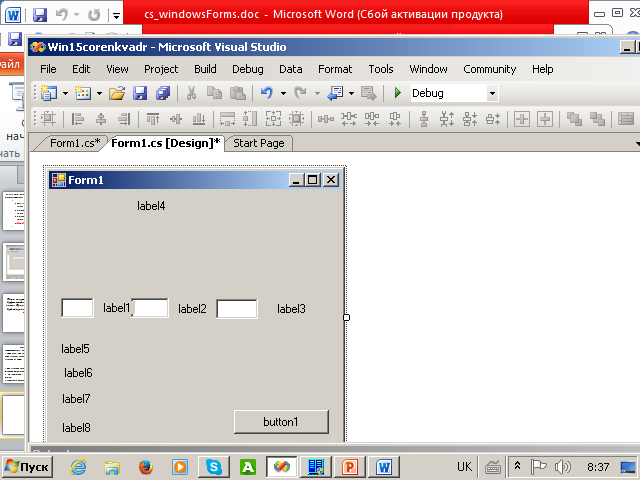 cs_windowsForms.doc - Microsoft Word (Сбой активации продукта)
Win15corenkvadr - Microsoft Visual Studio
Файл
File Edit View Project Build Debug Data Format Tools Window Community Help
Debug
Form1.cs* Form1.cs [Design]* Start Page
нач
Form1
label4
label1 label2 label3
label5
label6
label7
label8
button1
Пуск UK 8:37